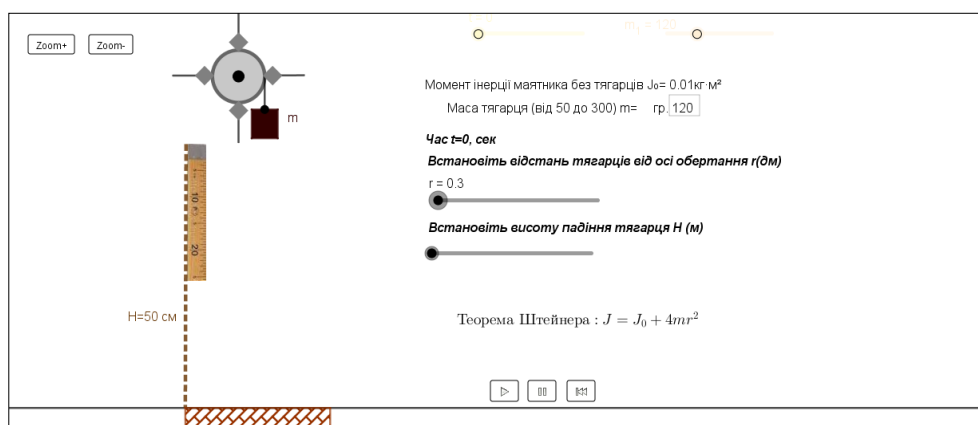 Zoom+
Zoom-
m₁ = 120
Момент інерції маятника без тягарців J₀= 0.01кг·м²
Маса тягарця (від 50 до 300) m= гр. 120
m
Час t=0, сек
Встановіть відстань тягарців від осі обертання r(дм)
r = 0.3
Встановіть висоту падіння тягарця H (м)
10
20
H=50 см
Теорема Штейнера : J = J₀ + 4mr²